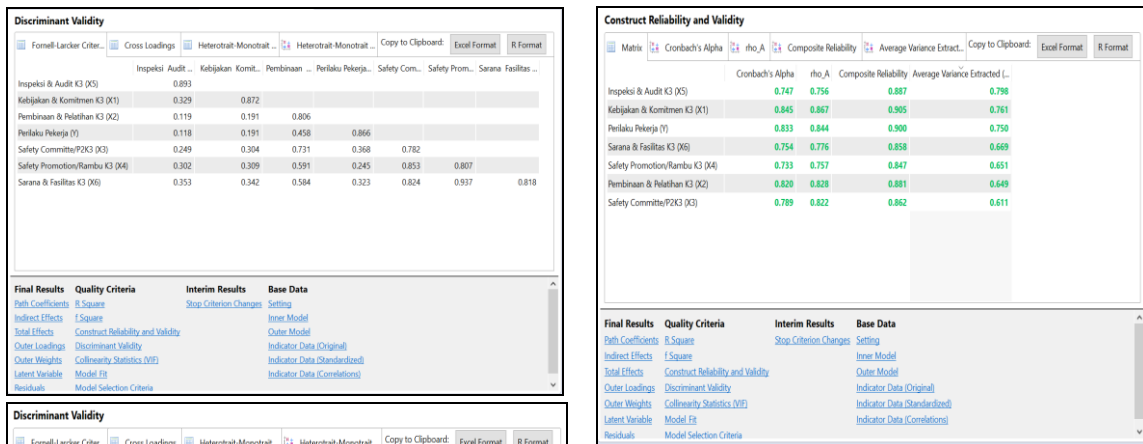 Discriminant Validity
Fornell-Larcker Criter... Cross Loadings Heterotrait-Monotrait ... Heterotrait-Monotrait ... Copy to Clipboard: Excel Format R Format
Inspeksi Audit ... Kebijakan Komit... Pembinaan ... Perilaku Pekerja... Safety Com... Safety Prom... Sarana Fasilitas ...
Inspeksi & Audit K3 (X5) 0.893
Kebijakan & Komitmen K3 (X1) 0.329 0.872
Pembinaan & Pelatihan K3 (X2) 0.119 0.191 0.806
Perilaku Pekerja (Y) 0.118 0.191 0.458 0.866
Safety Committe/P2K3 (X3) 0.249 0.304 0.731 0.368 0.782
Safety Promotion/Rambu K3 (X4) 0.302 0.309 0.591 0.245 0.853 0.807
Sarana & Fasilitas K3 (X6) 0.353 0.342 0.584 0.323 0.824 0.937 0.818
Final Results Quality Criteria Interim Results Base Data
Path Coefficients R Square Stop Criterion Changes Setting
Indirect Effects f Square Inner Model
Total Effects Construct Reliability and Validity Outer Model
Outer Loadings Discriminant Validity Indicator Data (Original)
Outer Weights Collinearity Statistics (VIF) Indicator Data (Standardized)
Latent Variable Model Fit Indicator Data (Correlations)
Residuals Model Selection Criteria
Discriminant Validity
Fornell-Larcker Criter... Cross Loadings Heterotrait-Monotrait Heterotrait-Monotrait Copy to Clipboard: Excel Format R Format
Construct Reliability and Validity
Matrix Cronbach's Alpha rho_A Composite Reliability Average Variance Extract... Copy to Clipboard: Excel Format R Format
Cronbach's Alpha rho_A Composite Reliability Average Variance Extracted (...
Inspeksi & Audit K3 (X5) 0.747 0.756 0.887 0.798
Kebijakan & Komitmen K3 (X1) 0.845 0.867 0.905 0.761
Perilaku Pekerja (Y) 0.833 0.844 0.900 0.750
Sarana & Fasilitas K3 (X6) 0.754 0.776 0.858 0.669
Safety Promotion/Rambu K3 (X4) 0.733 0.757 0.847 0.651
Pembinaan & Pelatihan K3 (X2) 0.820 0.828 0.881 0.649
Safety Committe/P2K3 (X3) 0.789 0.822 0.862 0.611
Final Results Quality Criteria Interim Results Base Data
Path Coefficients R Square Stop Criterion Changes Setting
Indirect Effects f Square Inner Model
Total Effects Construct Reliability and Validity Outer Model
Outer Loadings Discriminant Validity Indicator Data (Original)
Outer Weights Collinearity Statistics (VIF) Indicator Data (Standardized)
Latent Variable Model Fit Indicator Data (Correlations)
Residuals Model Selection Criteria